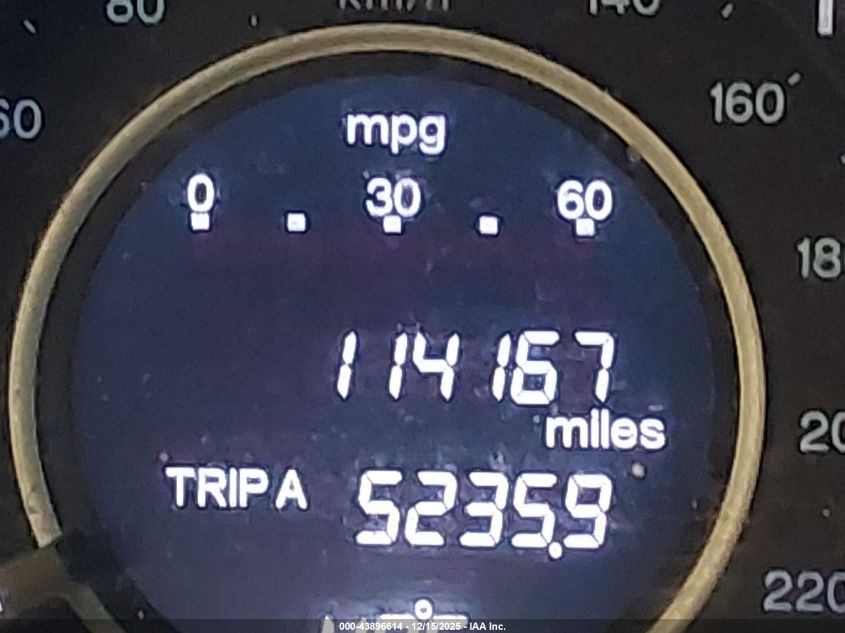 80 km/h 140
60 160
mpg
0 30 60
18
114167
miles
20
TRIP A 5235.9
220
000-43896614 - 12/15/2025 - IAA Inc.